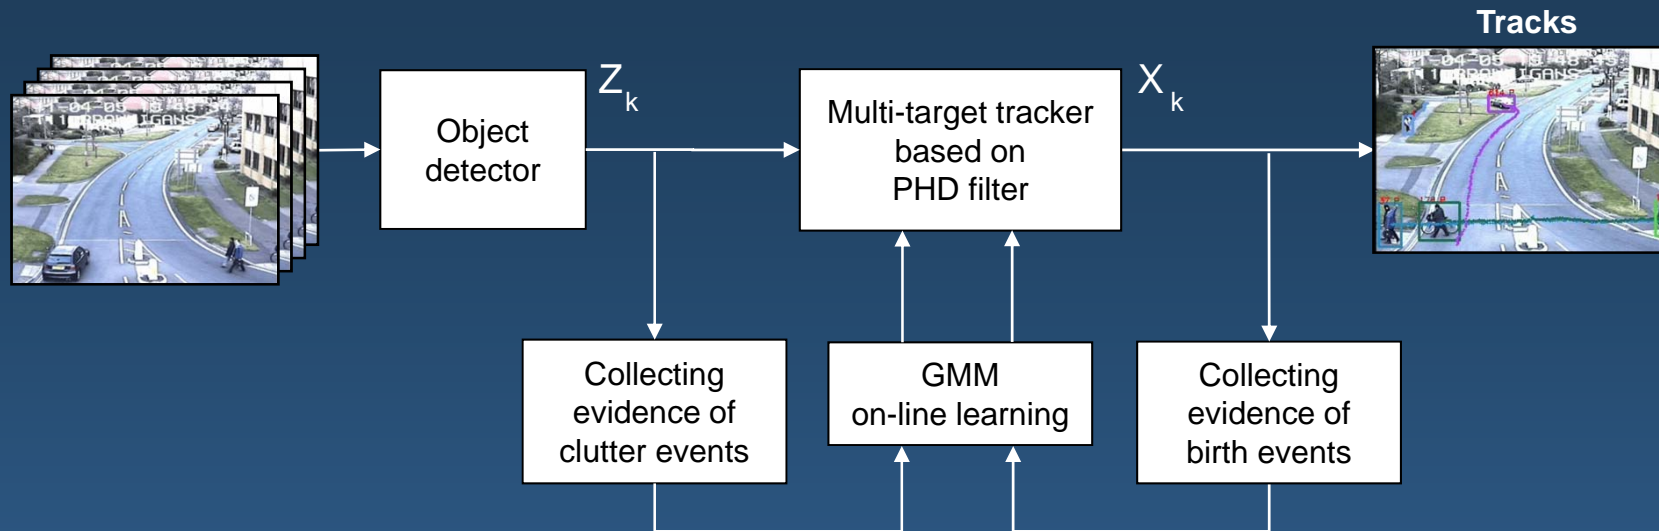 Tracks
Z k
X k
Object
detector
Multi-target tracker
based on
PHD filter
Collecting
evidence of
clutter events
GMM
on-line learning
Collecting
evidence of
birth events